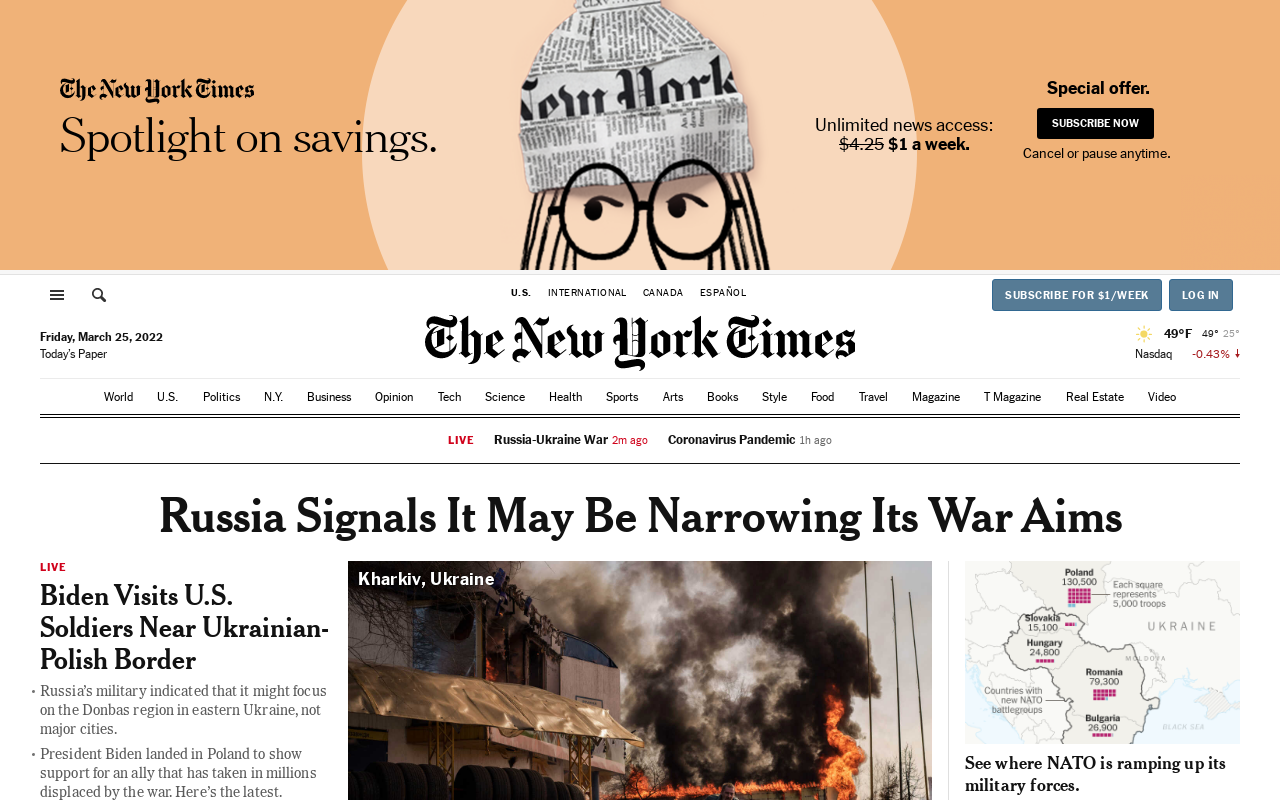 The New York Times
Spotlight on savings.
New York
Unlimited news access:
$4.25 $1 a week.
Special offer.
SUBSCRIBE NOW
Cancel or pause anytime.
U.S. INTERNATIONAL CANADA ESPAÑOL
SUBSCRIBE FOR $1/WEEK LOG IN
Friday, March 25, 2022
Today's Paper
The New York Times
49°F 49° 25°
Nasdaq -0.43%
World U.S. Politics N.Y. Business Opinion Tech Science Health Sports Arts Books Style Food Travel Magazine T Magazine Real Estate Video
LIVE Russia-Ukraine War 2m ago Coronavirus Pandemic 1h ago
Russia Signals It May Be Narrowing Its War Aims
LIVE
Biden Visits U.S.
Soldiers Near Ukrainian-
Polish Border
• Russia's military indicated that it might focus
on the Donbas region in eastern Ukraine, not
major cities.
• President Biden landed in Poland to show
support for an ally that has taken in millions
displaced by the war. Here's the latest.
Kharkiv, Ukraine
Poland
130,500
Each square
represents
5,000 troops
Slovakia
15,100
UKRAINE
Hungary
24,800
MOLDOVA
Romania
79,300
Countries with
new NATO
battlegroups
Bulgaria
26,900
BLACK SEA
See where NATO is ramping up its
military forces.